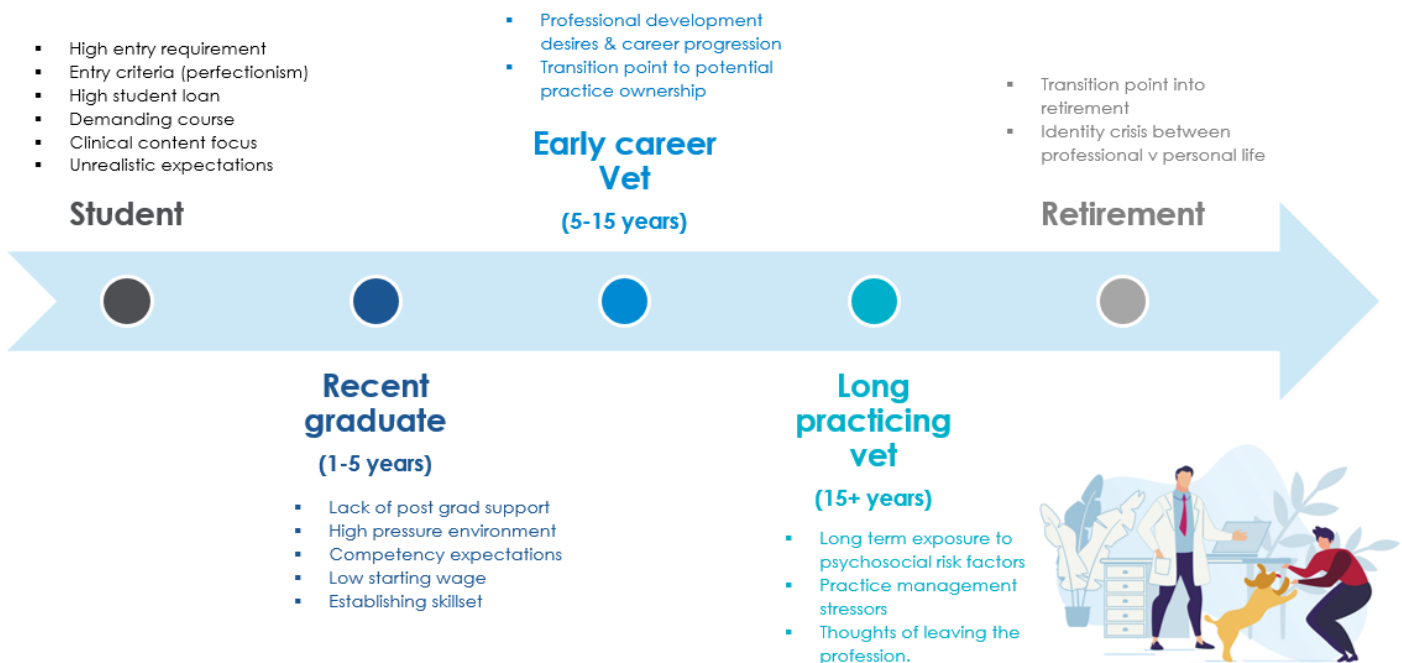 ▪ High entry requirement
▪ Entry criteria (perfectionism)
▪ High student loan
▪ Demanding course
▪ Clinical content focus
▪ Unrealistic expectations
Student
Recent
graduate
(1-5 years)
▪ Lack of post grad support
▪ High pressure environment
▪ Competency expectations
▪ Low starting wage
▪ Establishing skillset
▪ Professional development
desires & career progression
▪ Transition point to potential
practice ownership
Early career
Vet
(5-15 years)
Long
practicing
vet
(15+ years)
▪ Long term exposure to
psychosocial risk factors
▪ Practice management
stressors
▪ Thoughts of leaving the
profession.
▪ Transition point into
retirement
▪ Identity crisis between
professional v personal life
Retirement